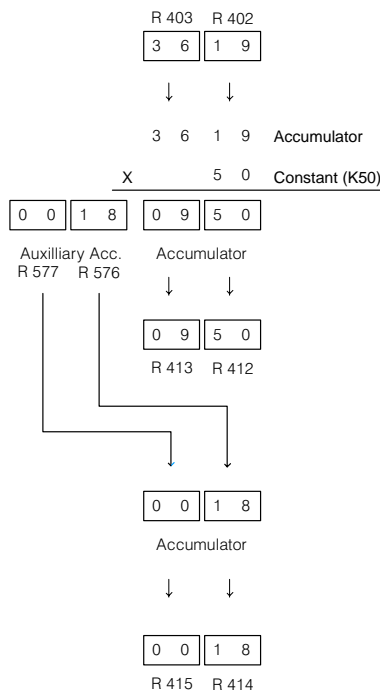 R 403 R 402
3 6 1 9
3 6 1 9 Accumulator
X 5 0 Constant (K50)
0 0 1 8 0 9 5 0
Auxilliary Acc. Accumulator
R 577 R 576
0 9 5 0
R 413 R 412
0 0 1 8
Accumulator
0 0 1 8
R 415 R 414